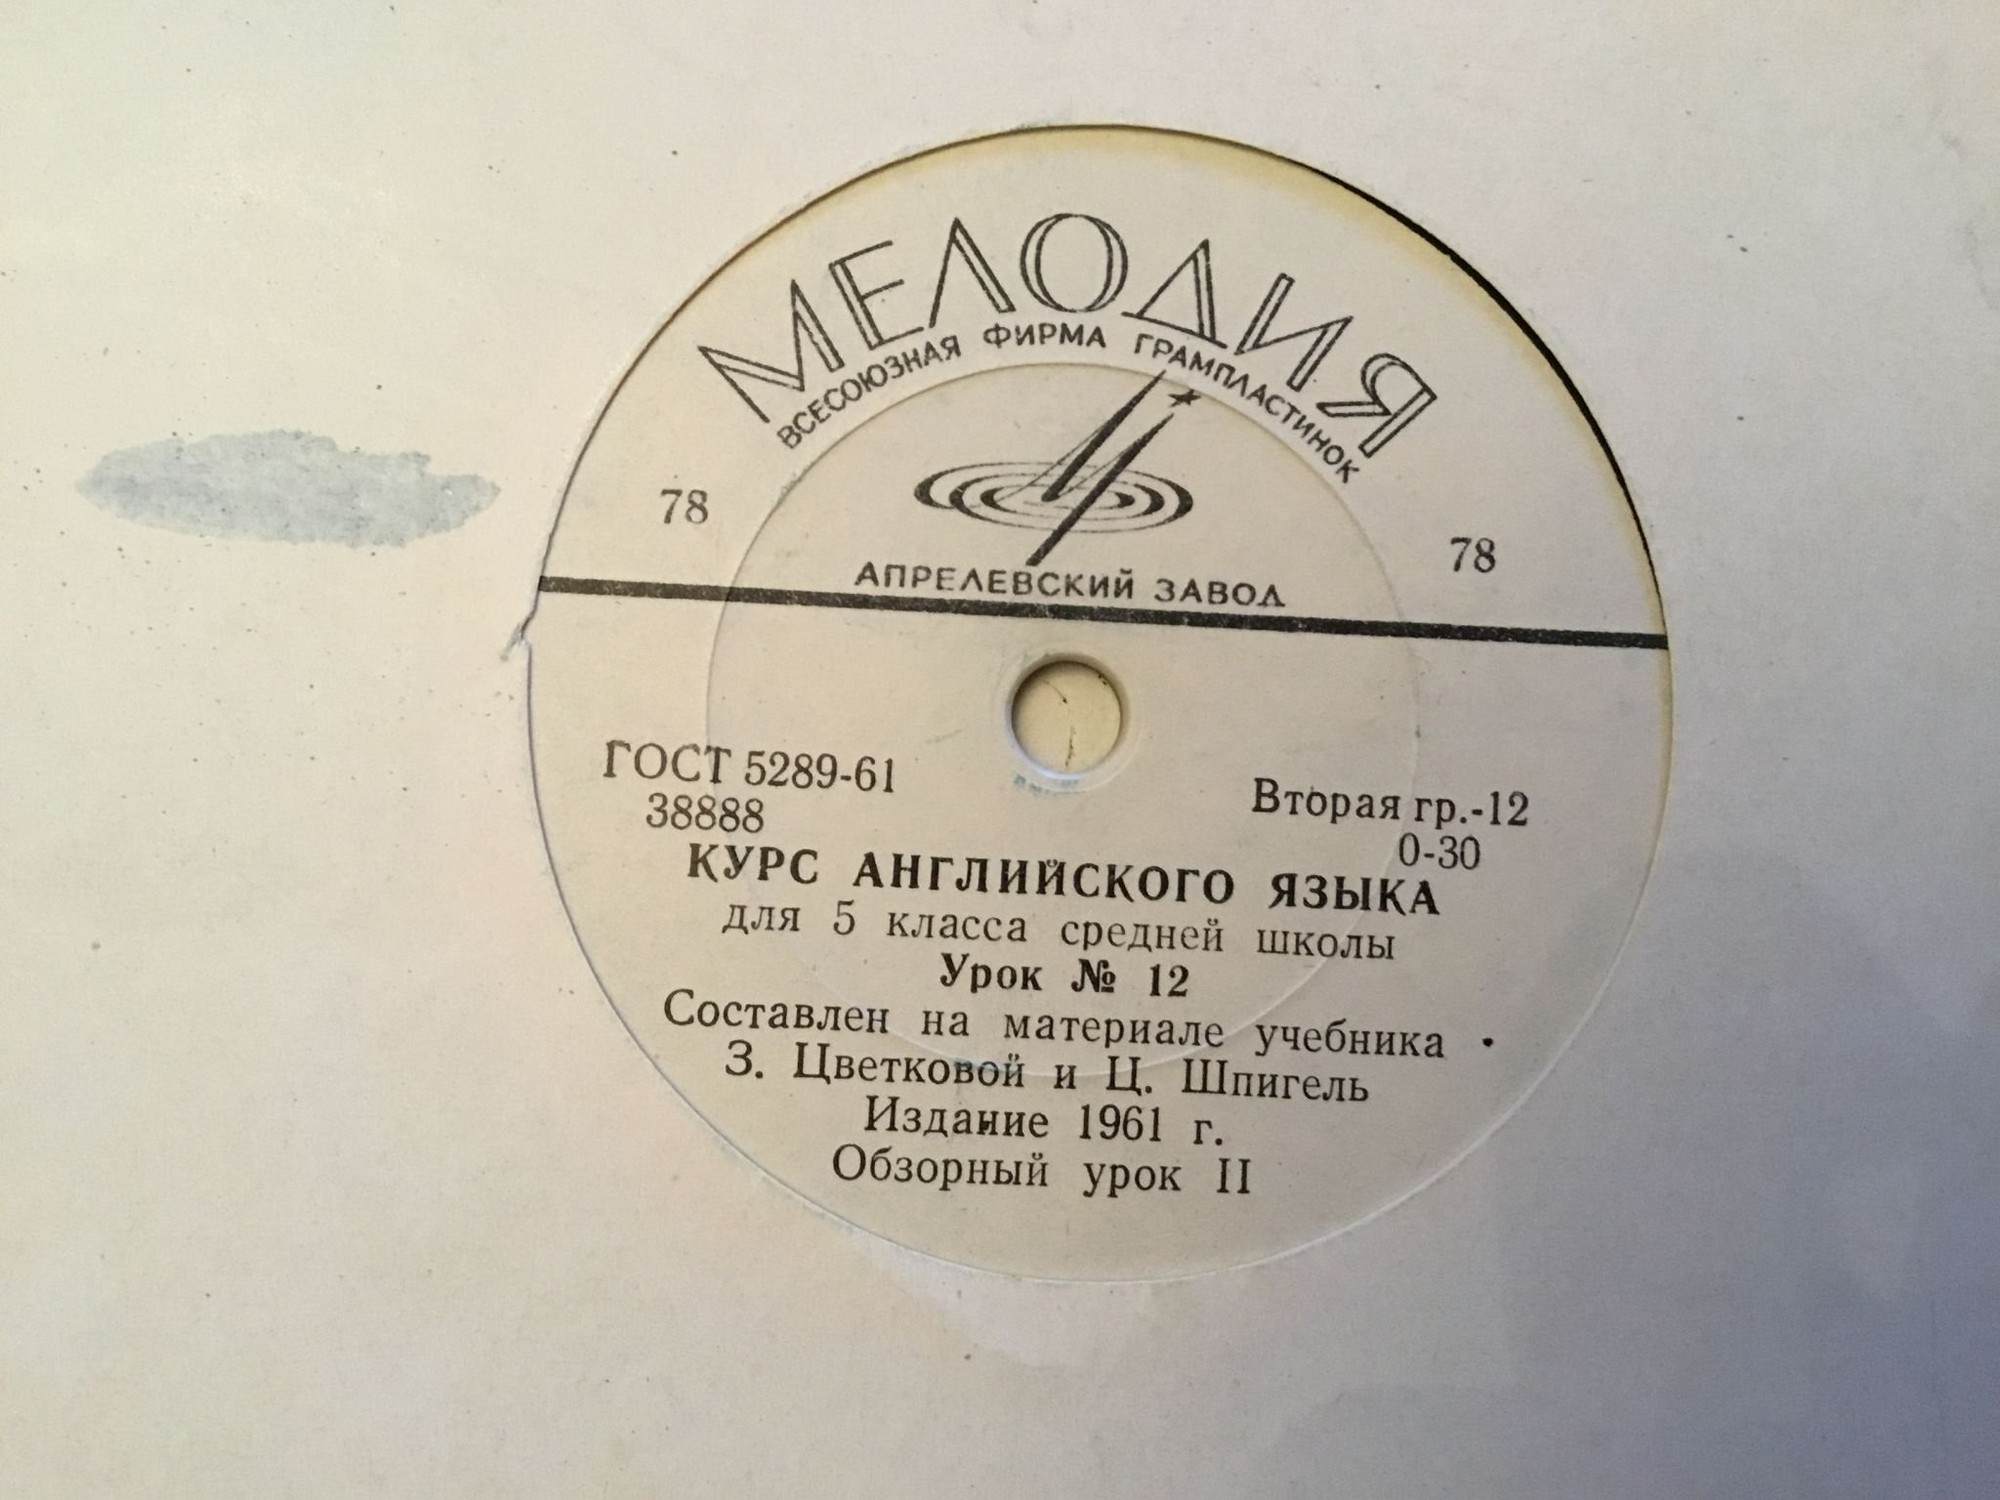 МЕЛОДИЯ
ВСЕСОЮЗНАЯ ФИРМА ГРАМПЛАСТИНОК
78 78
АПРЕЛЕВСКИЙ ЗАВОД
ГОСТ 5289-61
38888
Вторая гр.-12
0-30
КУРС АНГЛИЙСКОГО ЯЗЫКА
для 5 класса средней школы
Урок № 12
Составлен на материале учебника
З. Цветковой и Ц. Шпигель
Издание 1961 г.
Обзорный урок II